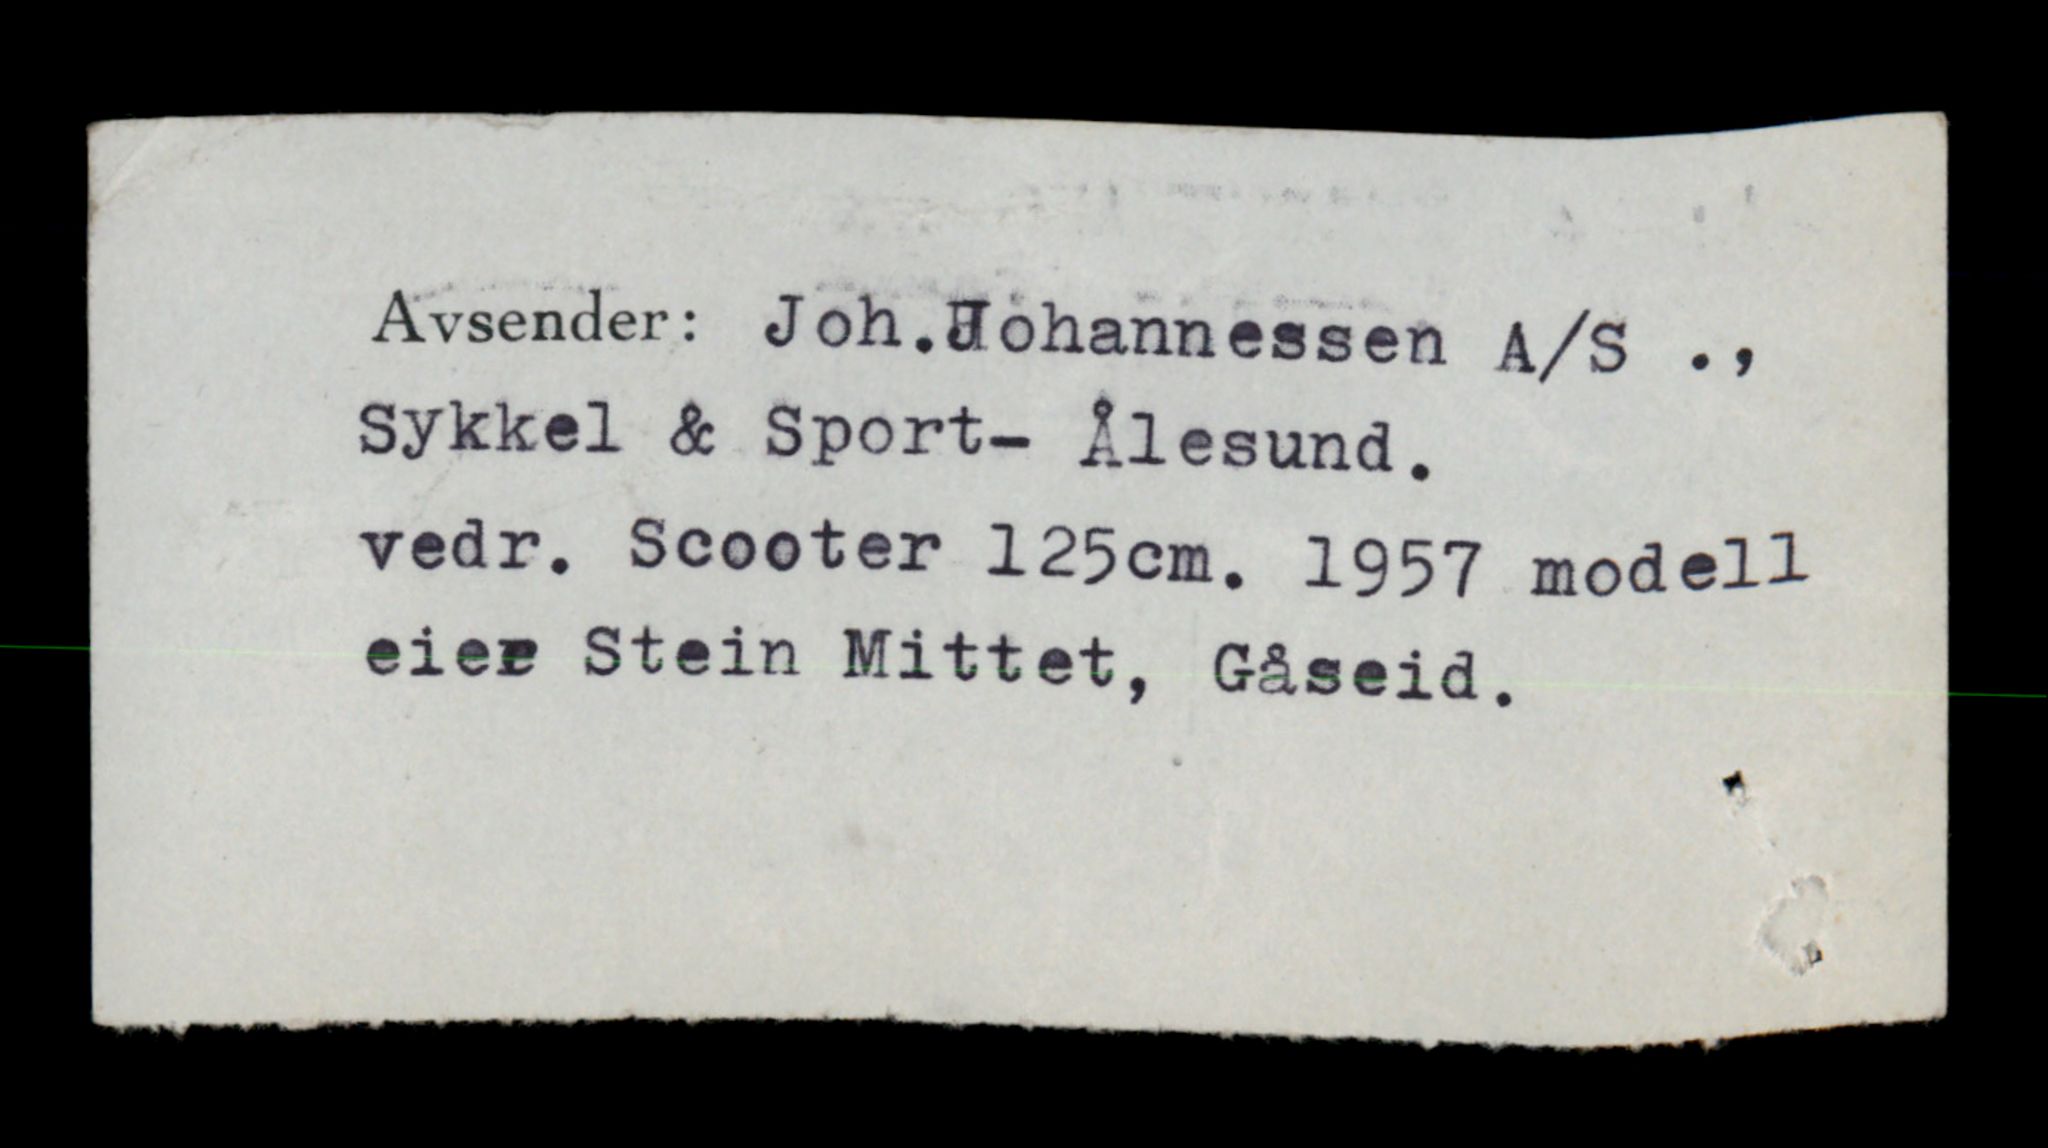 Avsender: Joh.Johannessen A/S .,
Sykkel & Sport- Ålesund.
vedr. Scooter 125cm. 1957 modell
eier Stein Mittet, Gåseid.